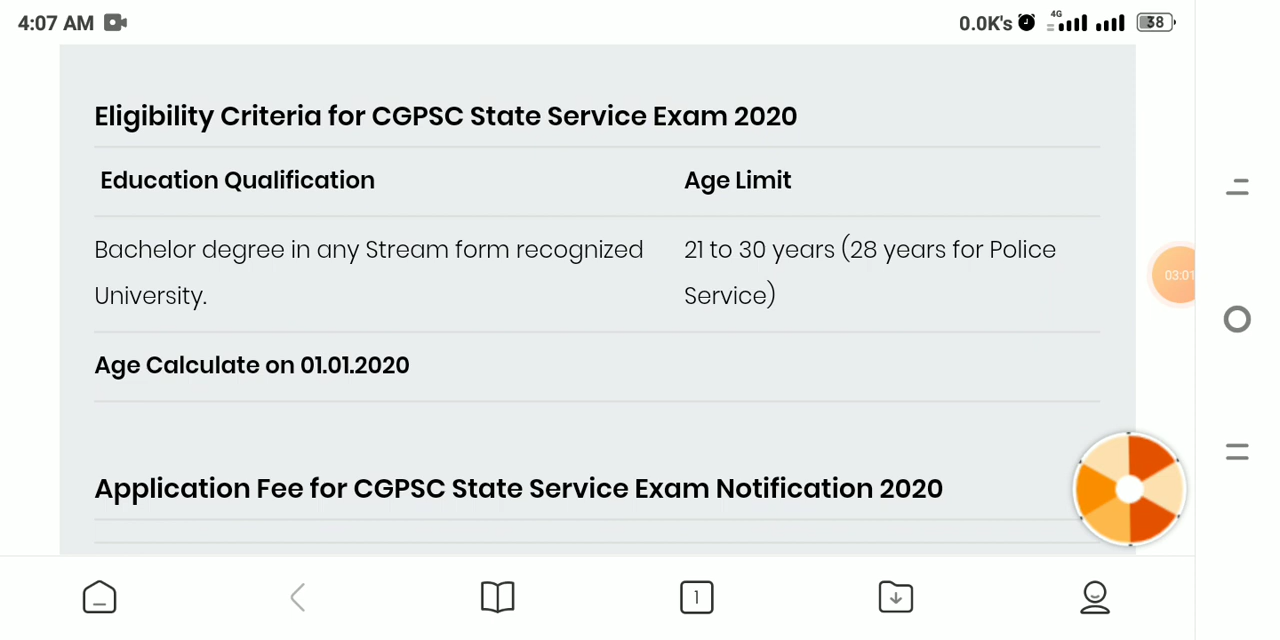 4:07 AM
0.0K's 4G 38
Eligibility Criteria for CGPSC State Service Exam 2020
Education Qualification Age Limit
Bachelor degree in any Stream form recognized 21 to 30 years (28 years for Police
University. Service)
03:01
Age Calculate on 01.01.2020
Application Fee for CGPSC State Service Exam Notification 2020
1